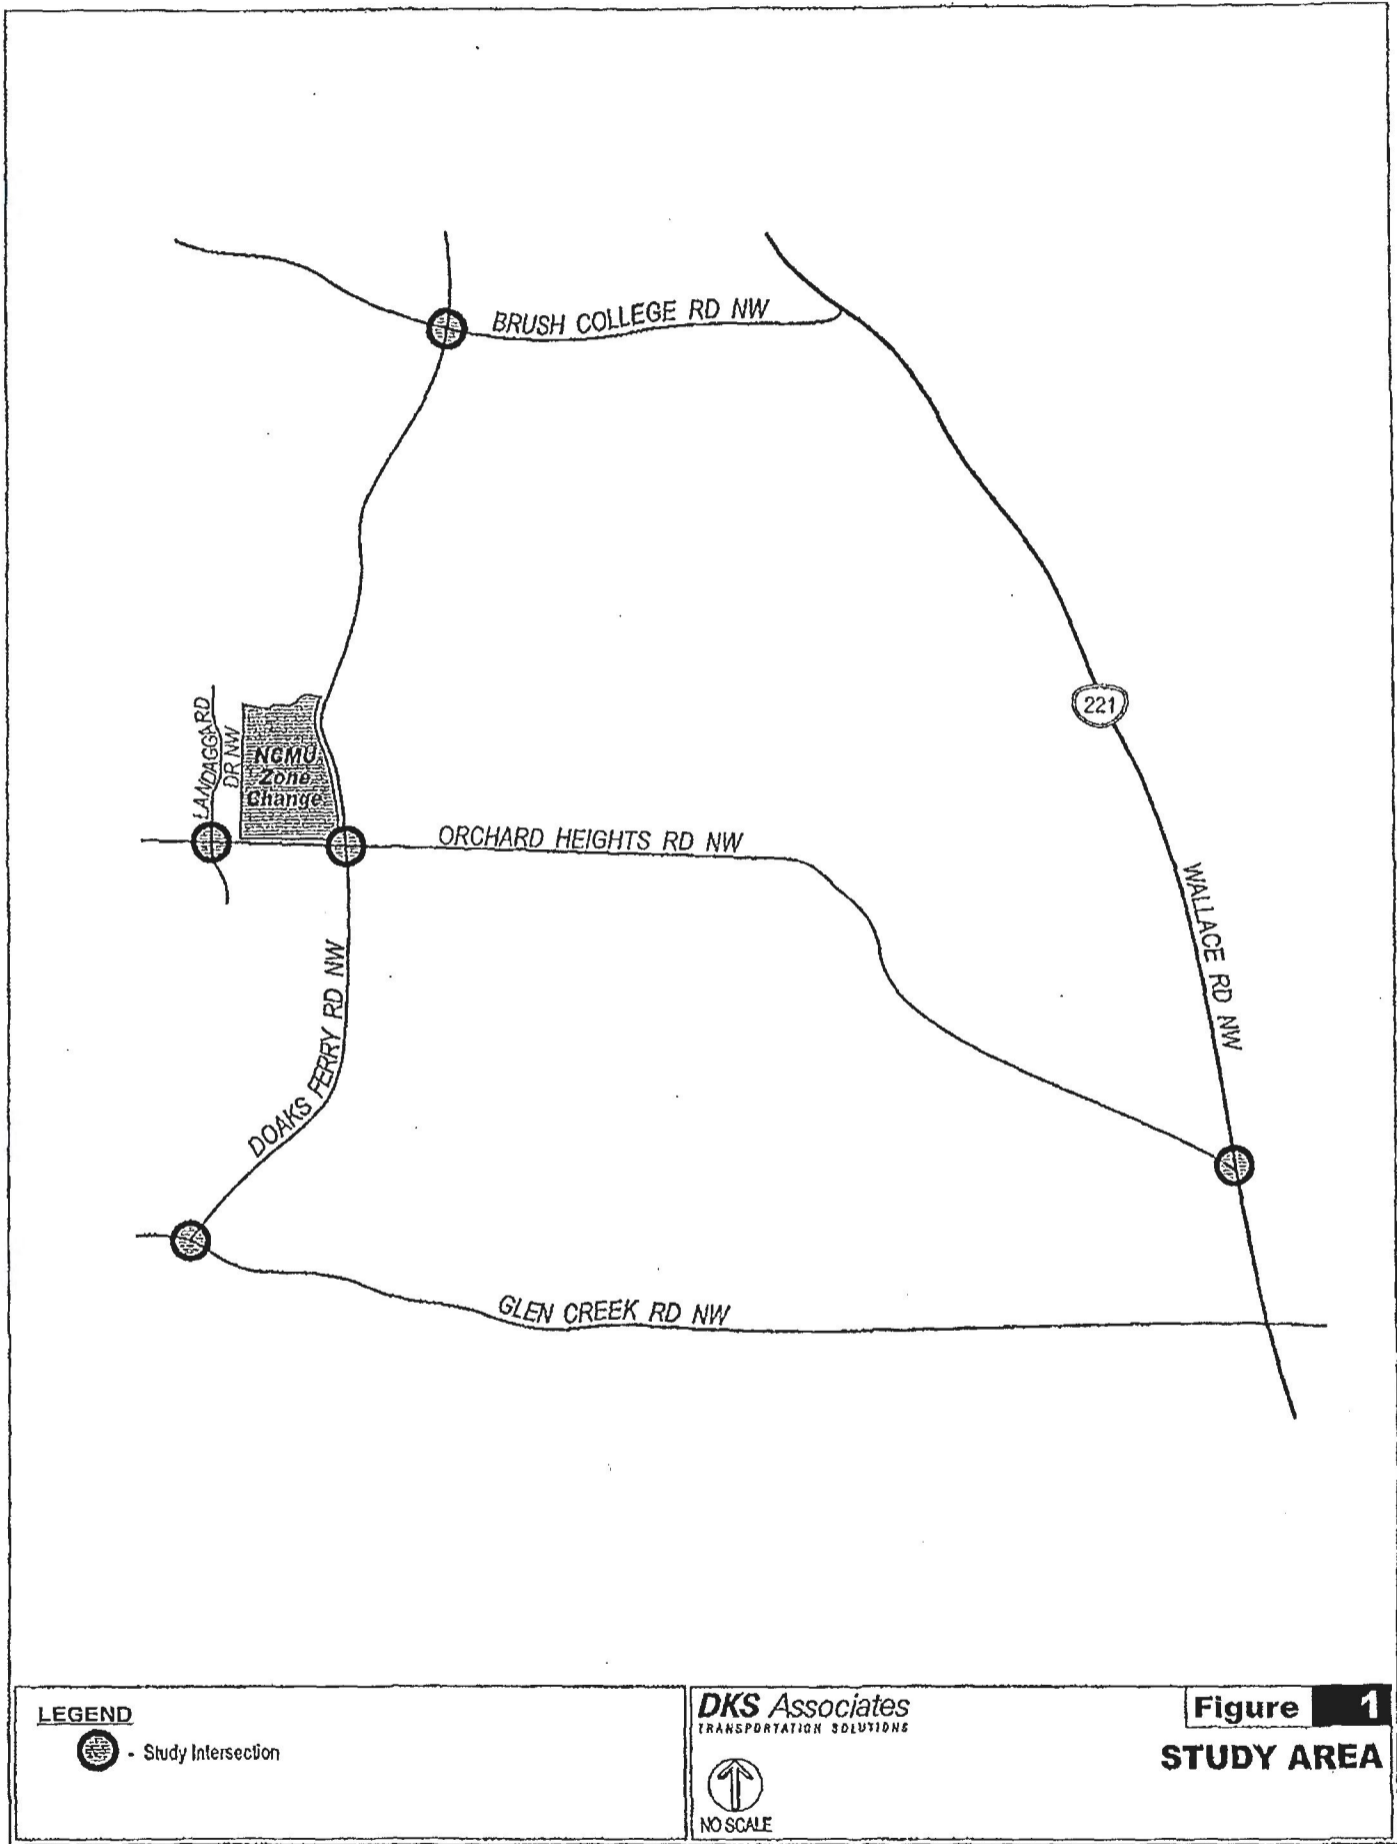 BRUSH COLLEGE RD NW
221
LANDAGGARD
DR NW
NCMU
Zone
Change
ORCHARD HEIGHTS RD NW
WALLACE RD NW
DOAKS FERRY RD NW
GLEN CREEK RD NW
LEGEND
- Study Intersection
DKS Associates
TRANSPORTATION SOLUTIONS
NO SCALE
Figure 1
STUDY AREA